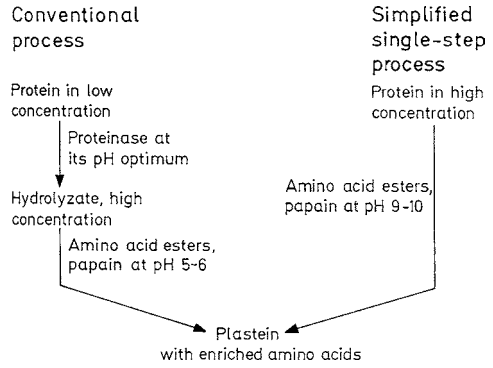 Conventional
process
Protein in low
concentration
Proteinase at
its pH optimum
Hydrolyzate, high
concentration
Amino acid esters,
papain at pH 5-6
Simplified
single-step
process
Protein in high
concentration
Amino acid esters,
papain at pH 9-10
Plastein
with enriched amino acids